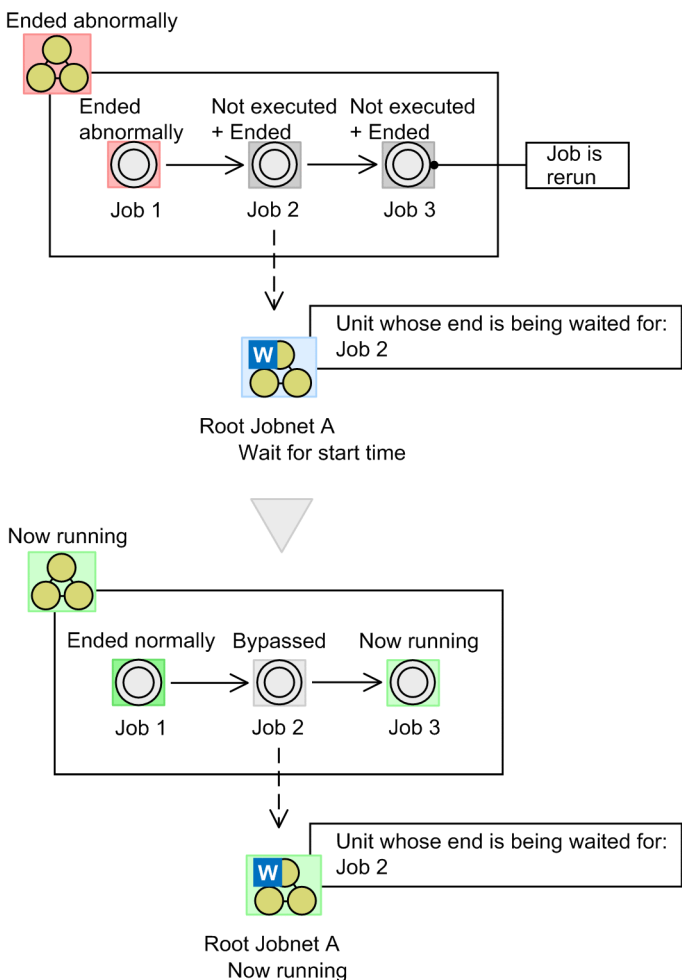 Ended abnormally
Ended
abnormally
Not executed
+ Ended
Not executed
+ Ended
Job is
rerun
Job 1
Job 2
Job 3
Unit whose end is being waited for:
Job 2
W
Root Jobnet A
Wait for start time
Now running
Ended normally
Bypassed
Now running
Job 1
Job 2
Job 3
Unit whose end is being waited for:
Job 2
W
Root Jobnet A
Now running